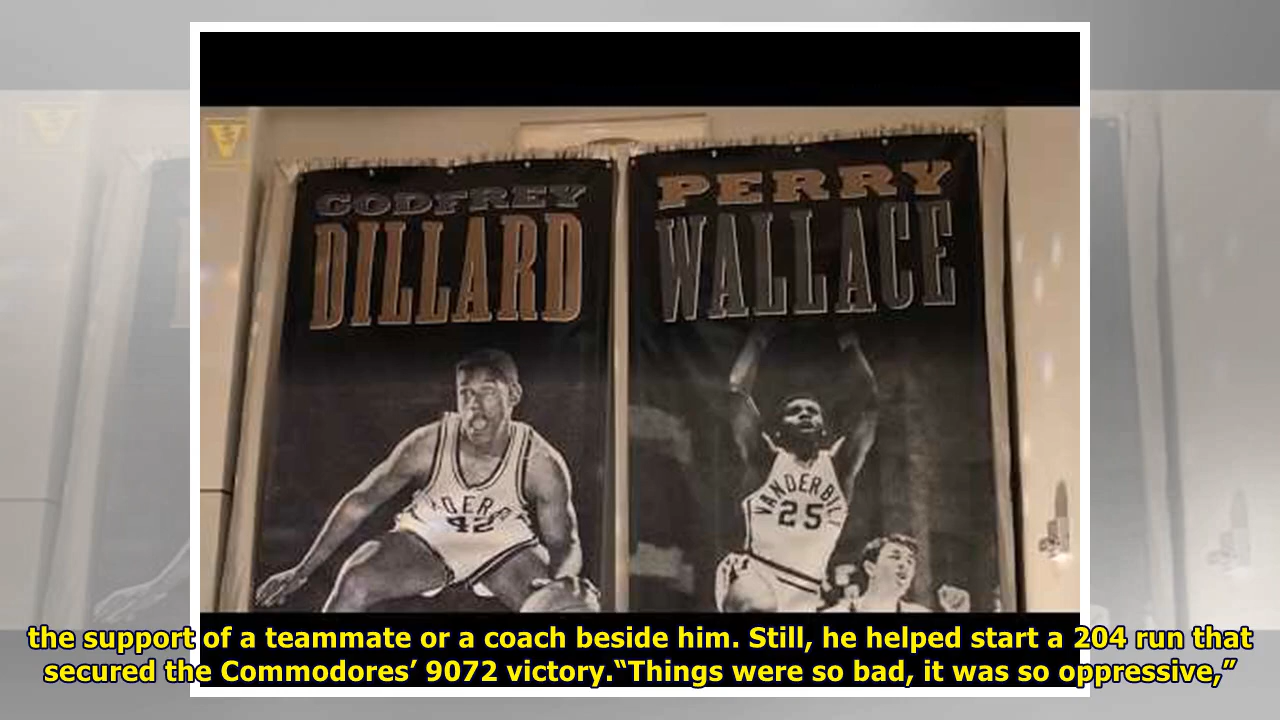 GODFREY
DILLARD
PERRY
WALLACE
42
VANDERBILT
25
the support of a teammate or a coach beside him. Still, he helped start a 204 run that
secured the Commodores’ 9072 victory.“Things were so bad, it was so oppressive,”